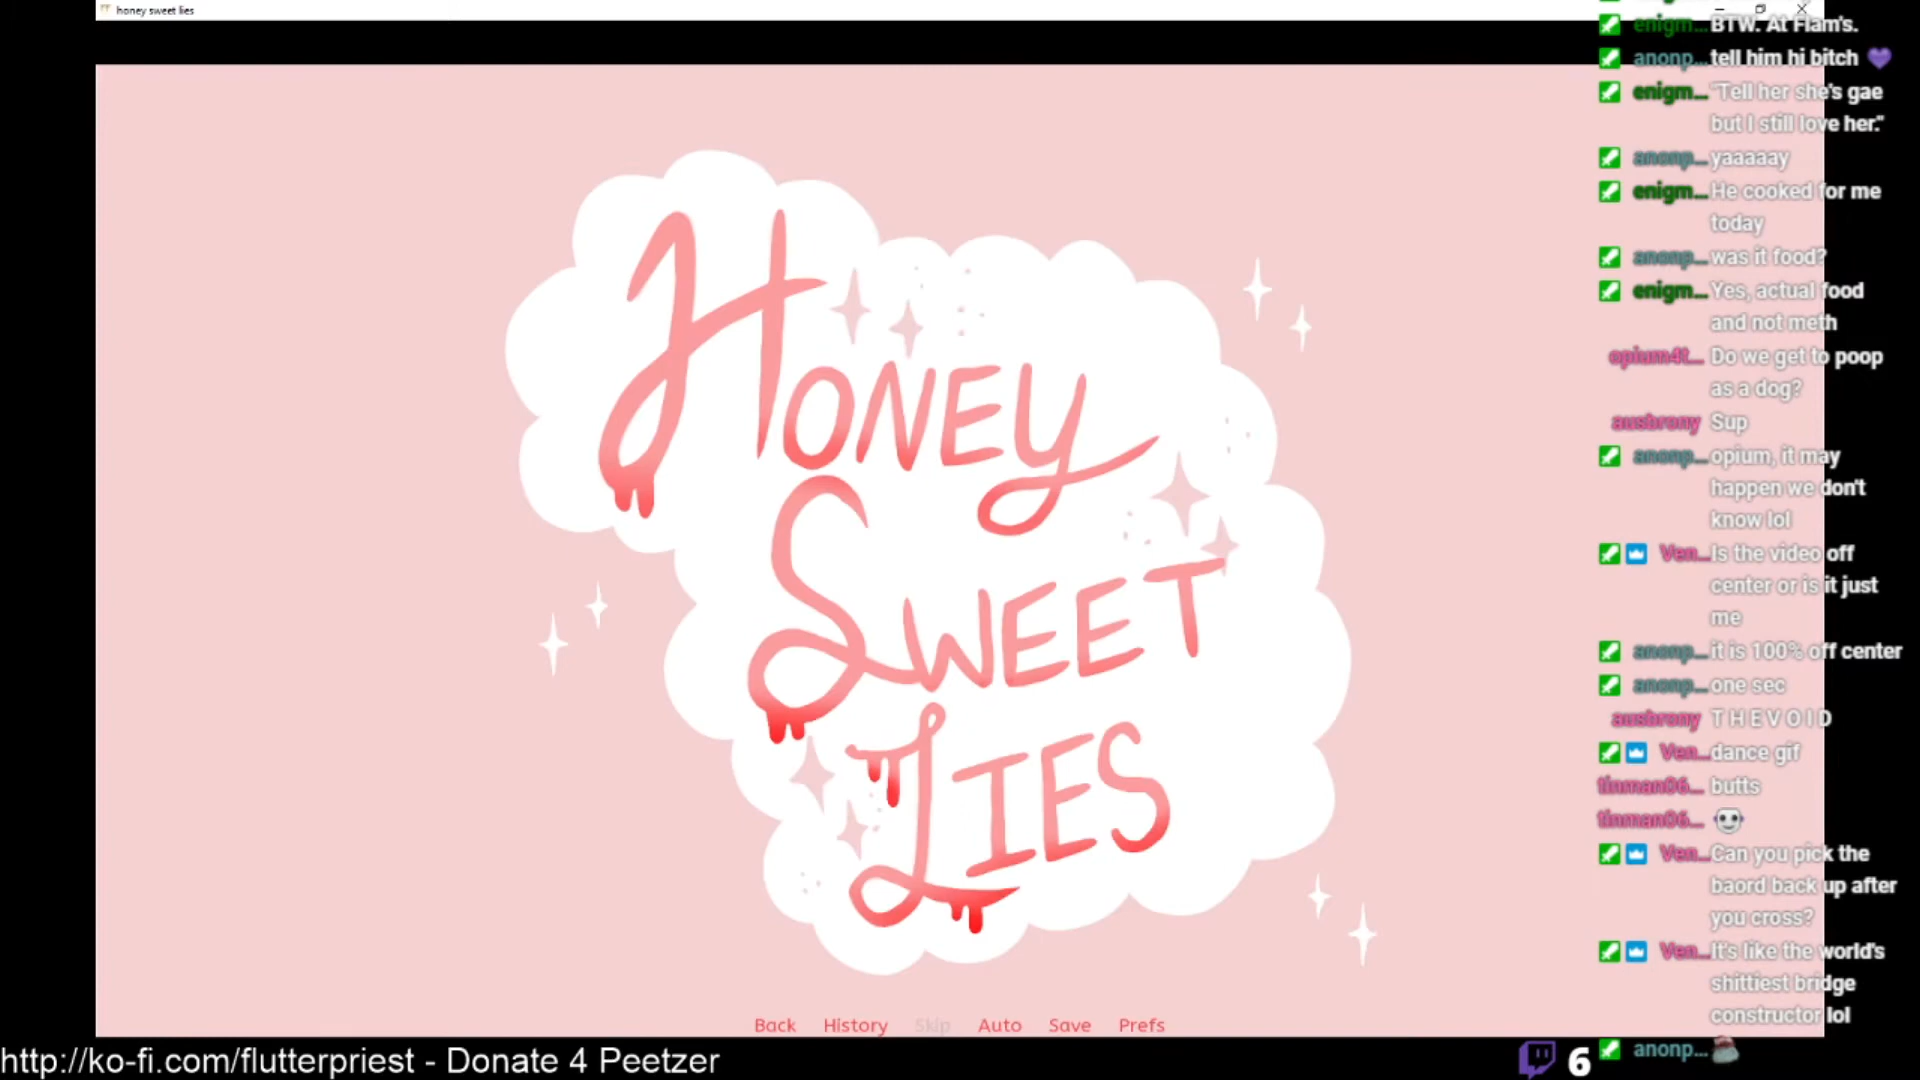 honey sweet lies
enigm... BTW. At Flam's.
anonp... tell him hi bitch
enigm... "Tell her she's gae
but I still love her."
anonp... yaaaaay
enigm... He cooked for me
today
anonp... was it food?
enigm... Yes, actual food
and not meth
opium4t... Do we get to poop
as a dog?
ausbrony Sup
anonp... opium, it may
happen we don't
know lol
Ven... Is the video off
center or is it just
me
anonp... it is 100% off center
anonp... one sec
ausbrony T H E V O I D
Ven... dance gif
tinman06... butts
tinman06...
Ven... Can you pick the
baord back up after
you cross?
Ven... It's like the world's
shittiest bridge
constructor lol
anonp...
HONEY
SWEET
LIES
Back History Skip Auto Save Prefs
http://ko-fi.com/flutterpriest - Donate 4 Peetzer
6